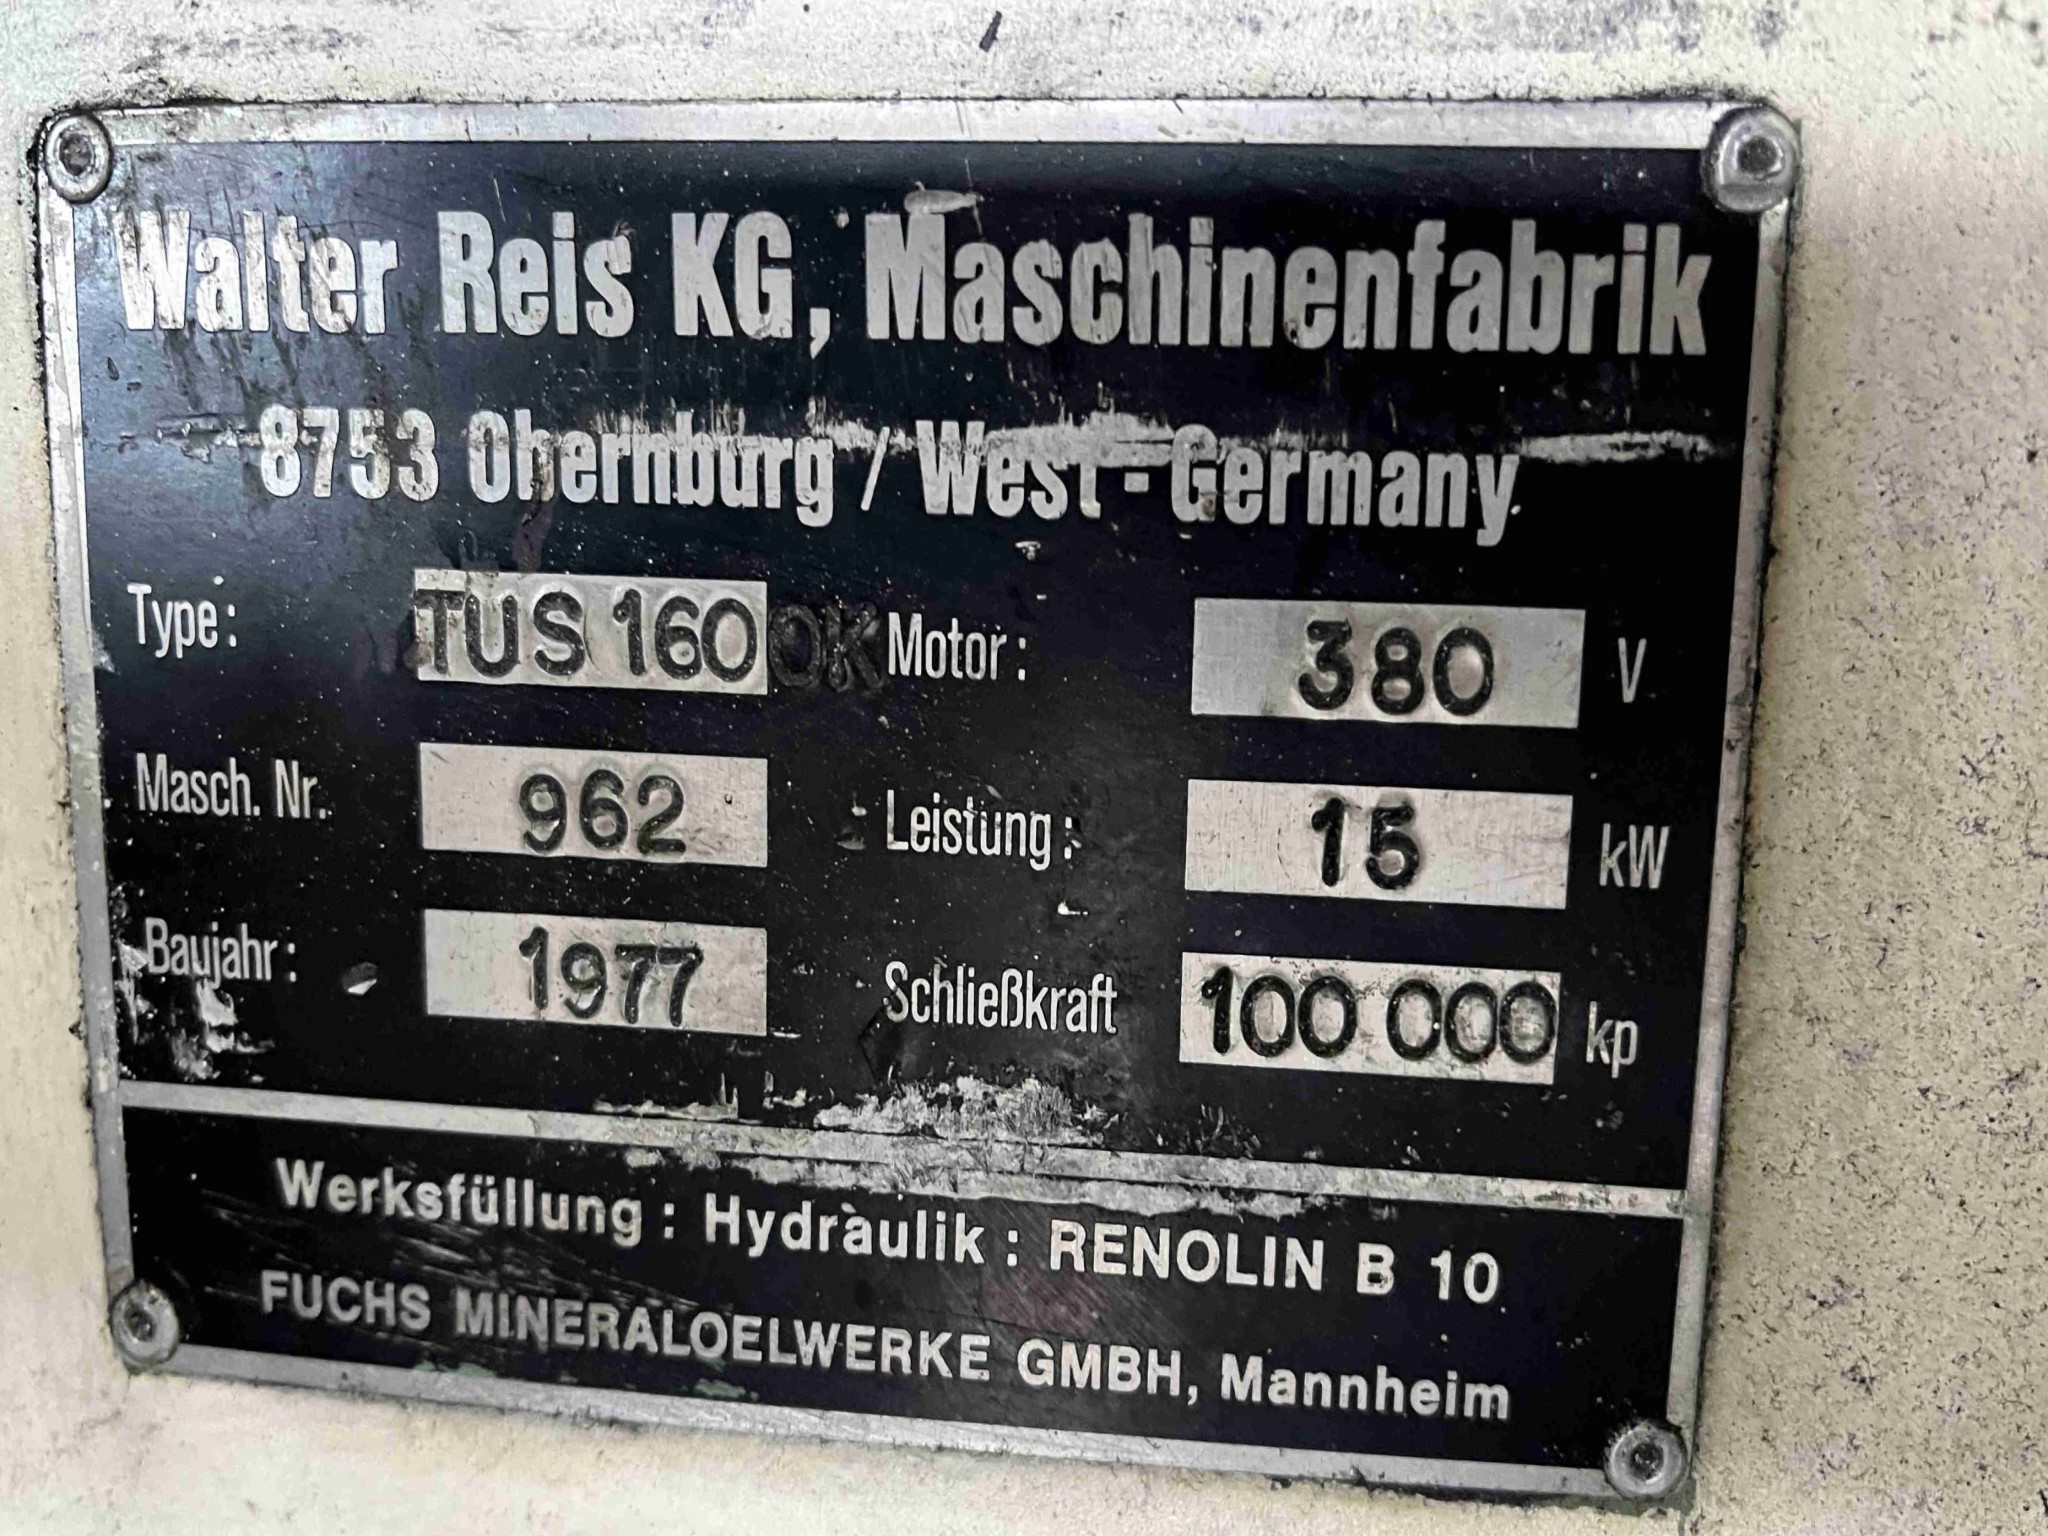 Walter Reis KG, Maschinenfabrik
8753 Obernburg / West-Germany
Type: TUS 1600K Motor: 380 V
Masch. Nr. 962 Leistung: 15 kW
Baujahr: 1977 Schließkraft 100 000 kp
Werksfüllung: Hydraulik: RENOLIN B 10
FUCHS MINERALOELWERKE GMBH, Mannheim